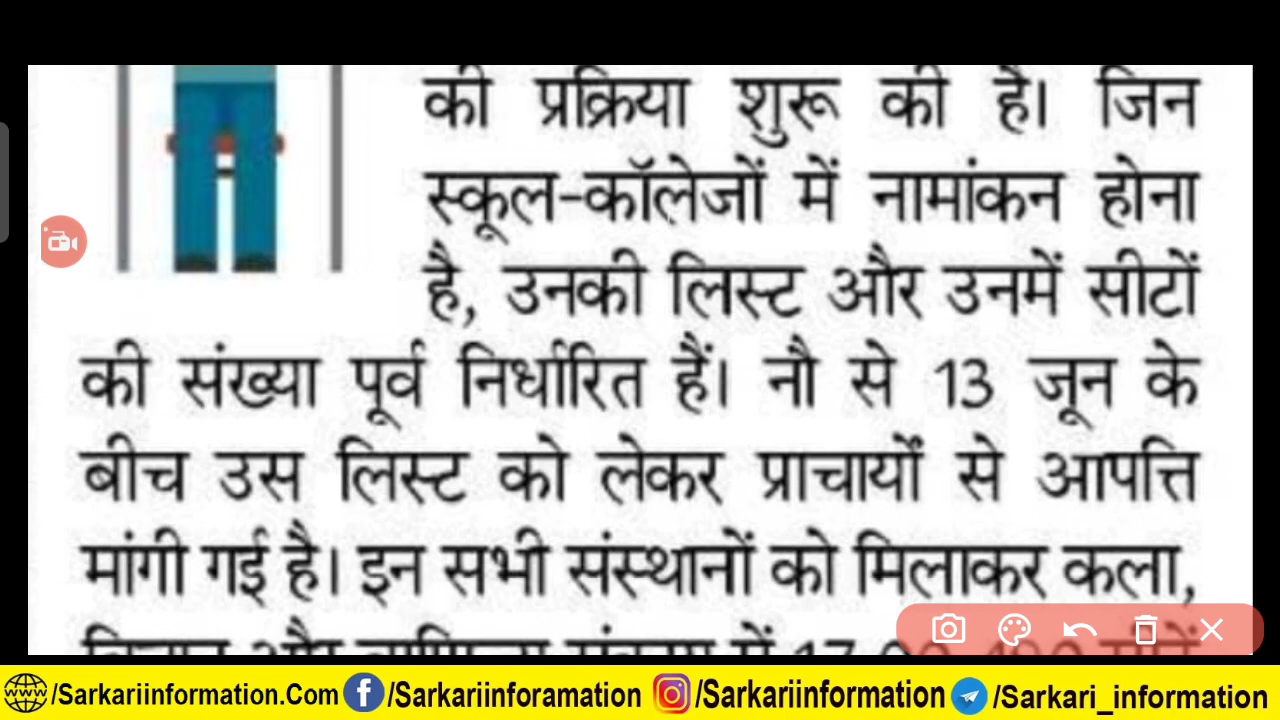 की प्रक्रिया शुरू की है। जिन
स्कूल-कॉलेजों में नामांकन होना
है, उनकी लिस्ट और उनमें सीटों
की संख्या पूर्व निर्धारित हैं। नौ से 13 जून के
बीच उस लिस्ट को लेकर प्राचार्यों से आपत्ति
मांगी गई है। इन सभी संस्थानों को मिलाकर कला,
/Sarkariinformation.Com /Sarkariinforamation /Sarkariinformation /Sarkari_information